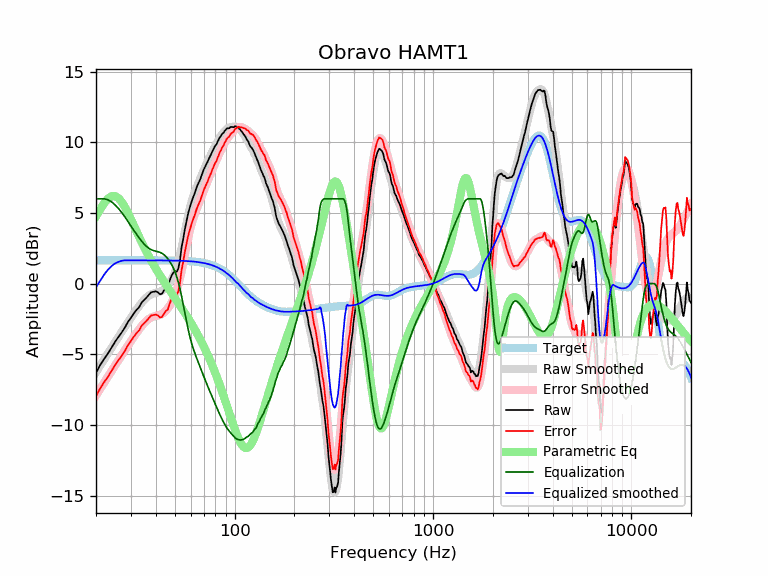 Obravo HAMT1
Amplitude (dBr)
15
10
5
0
−5
−10
−15
100
1000
10000
Frequency (Hz)
Target
Raw Smoothed
Error Smoothed
Raw
Error
Parametric Eq
Equalization
Equalized smoothed